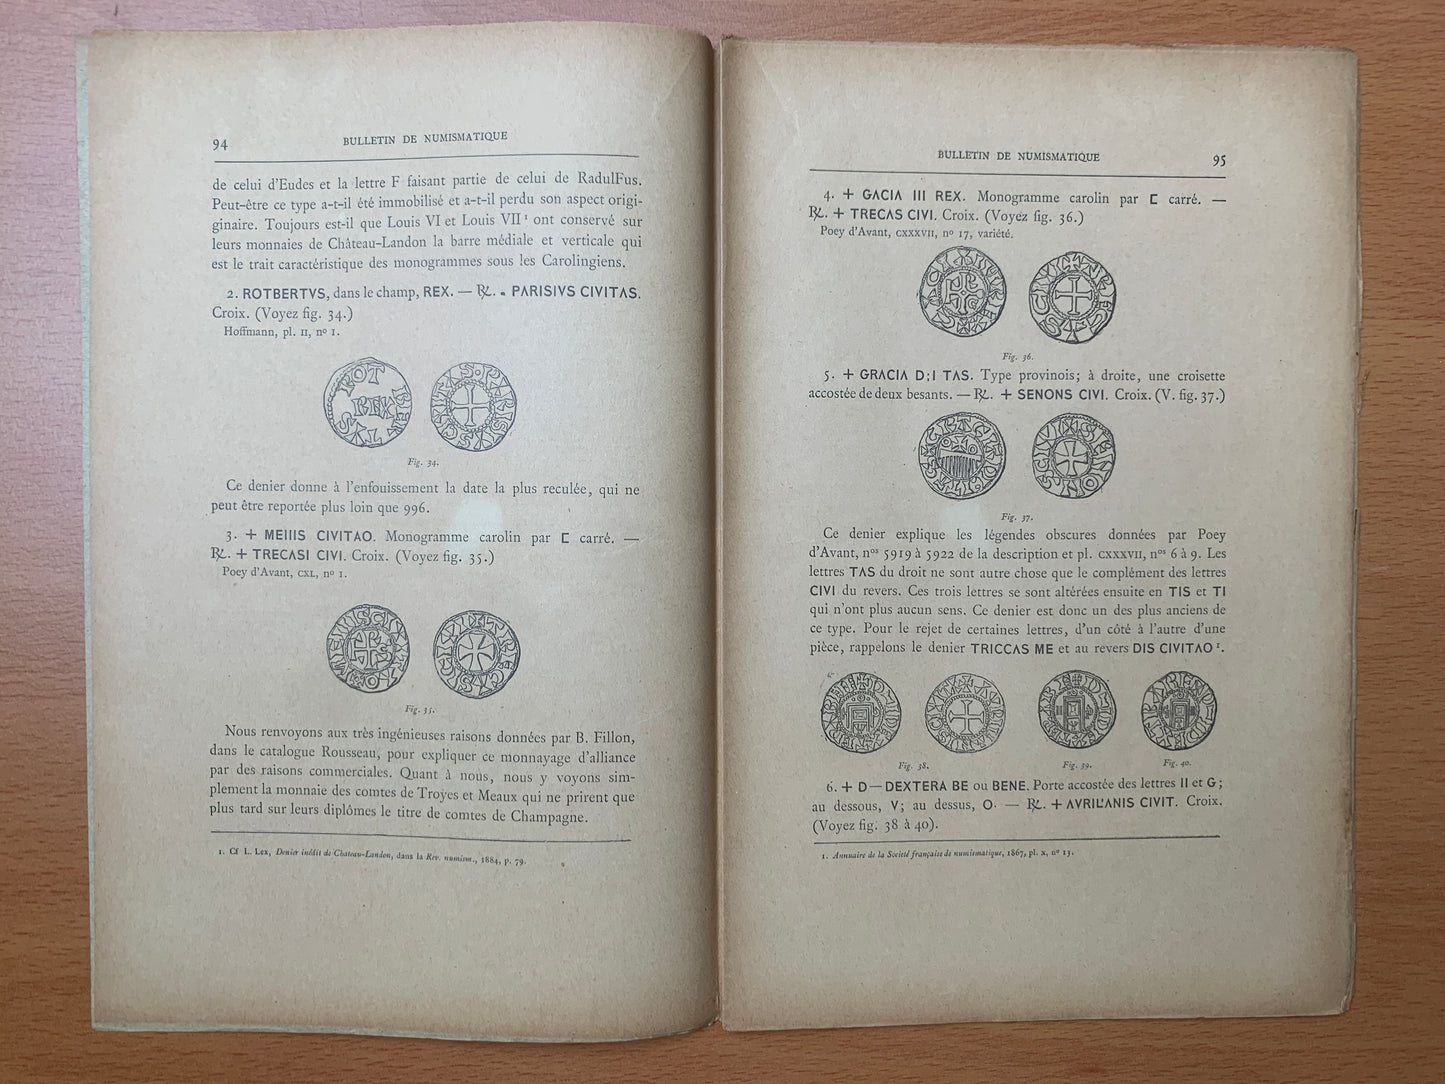 94 BULLETIN DE NUMISMATIQUE
de celui d'Eudes et la lettre F faisant partie de celui de RadulFus.
Peut-être ce type a-t-il été immobilisé et a-t-il perdu son aspect origi-
ginaire. Toujours est-il que Louis VI et Louis VII¹ ont conservé sur
leurs monnaies de Château-Landon la barre médiale et verticale qui
est le trait caractéristique des monogrammes sous les Carolingiens.
2. ROTBERTVS, dans le champ, REX. — ℞. • PARISIVS CIVITAS.
Croix. (Voyez fig. 34.)
Hoffmann, pl. II, nº 1.
Fig. 34.
Ce denier donne à l'enfouissement la date la plus reculée, qui ne
peut être reportée plus loin que 996.
3. + MEIIIS CIVITAO. Monogramme carolin par C carré. —
℞. + TRECASI CIVI. Croix. (Voyez fig. 35.)
Poey d'Avant, CXL, nº 1.
Fig. 35.
Nous renvoyons aux très ingénieuses raisons données par B. Fillon,
dans le catalogue Rousseau, pour expliquer ce monnayage d'alliance
par des raisons commerciales. Quant à nous, nous y voyons sim-
plement la monnaie des comtes de Troyes et Meaux qui ne prirent que
plus tard sur leurs diplômes le titre de comtes de Champagne.
1. Cf L. Lex, Denier inédit de Chateau-Landon, dans la Rev. numism., 1884, p. 79.
BULLETIN DE NUMISMATIQUE 95
4. + GACIA III REX. Monogramme carolin par C carré. —
℞. + TRECAS CIVI. Croix. (Voyez fig. 36.)
Poey d'Avant, CXXXVII, nº 17, variété.
Fig. 36.
5. + GRACIA D;I TAS. Type provinois; à droite, une croisette
accostée de deux besants. — ℞. + SENONS CIVI. Croix. (V. fig. 37.)
Fig. 37.
Ce denier explique les légendes obscures données par Poey
d'Avant, nºˢ 5919 à 5922 de la description et pl. CXXXVII, nºˢ 6 à 9. Les
lettres TAS du droit ne sont autre chose que le complément des lettres
CIVI du revers. Ces trois lettres se sont altérées ensuite en TIS et TI
qui n'ont plus aucun sens. Ce denier est donc un des plus anciens de
ce type. Pour le rejet de certaines lettres, d'un côté à l'autre d'une
pièce, rappelons le denier TRICCAS ME et au revers DIS CIVITAO¹.
Fig. 38. Fig. 39. Fig. 40.
6. + D—DEXTERA BE ou BENE. Porte accostée des lettres II et G;
au dessous, V; au dessus, O. — ℞. + AVRIL'ANIS CIVIT. Croix.
(Voyez fig. 38 à 40).
1. Annuaire de la Societé française de numismatique, 1867, pl. X, nº 13.